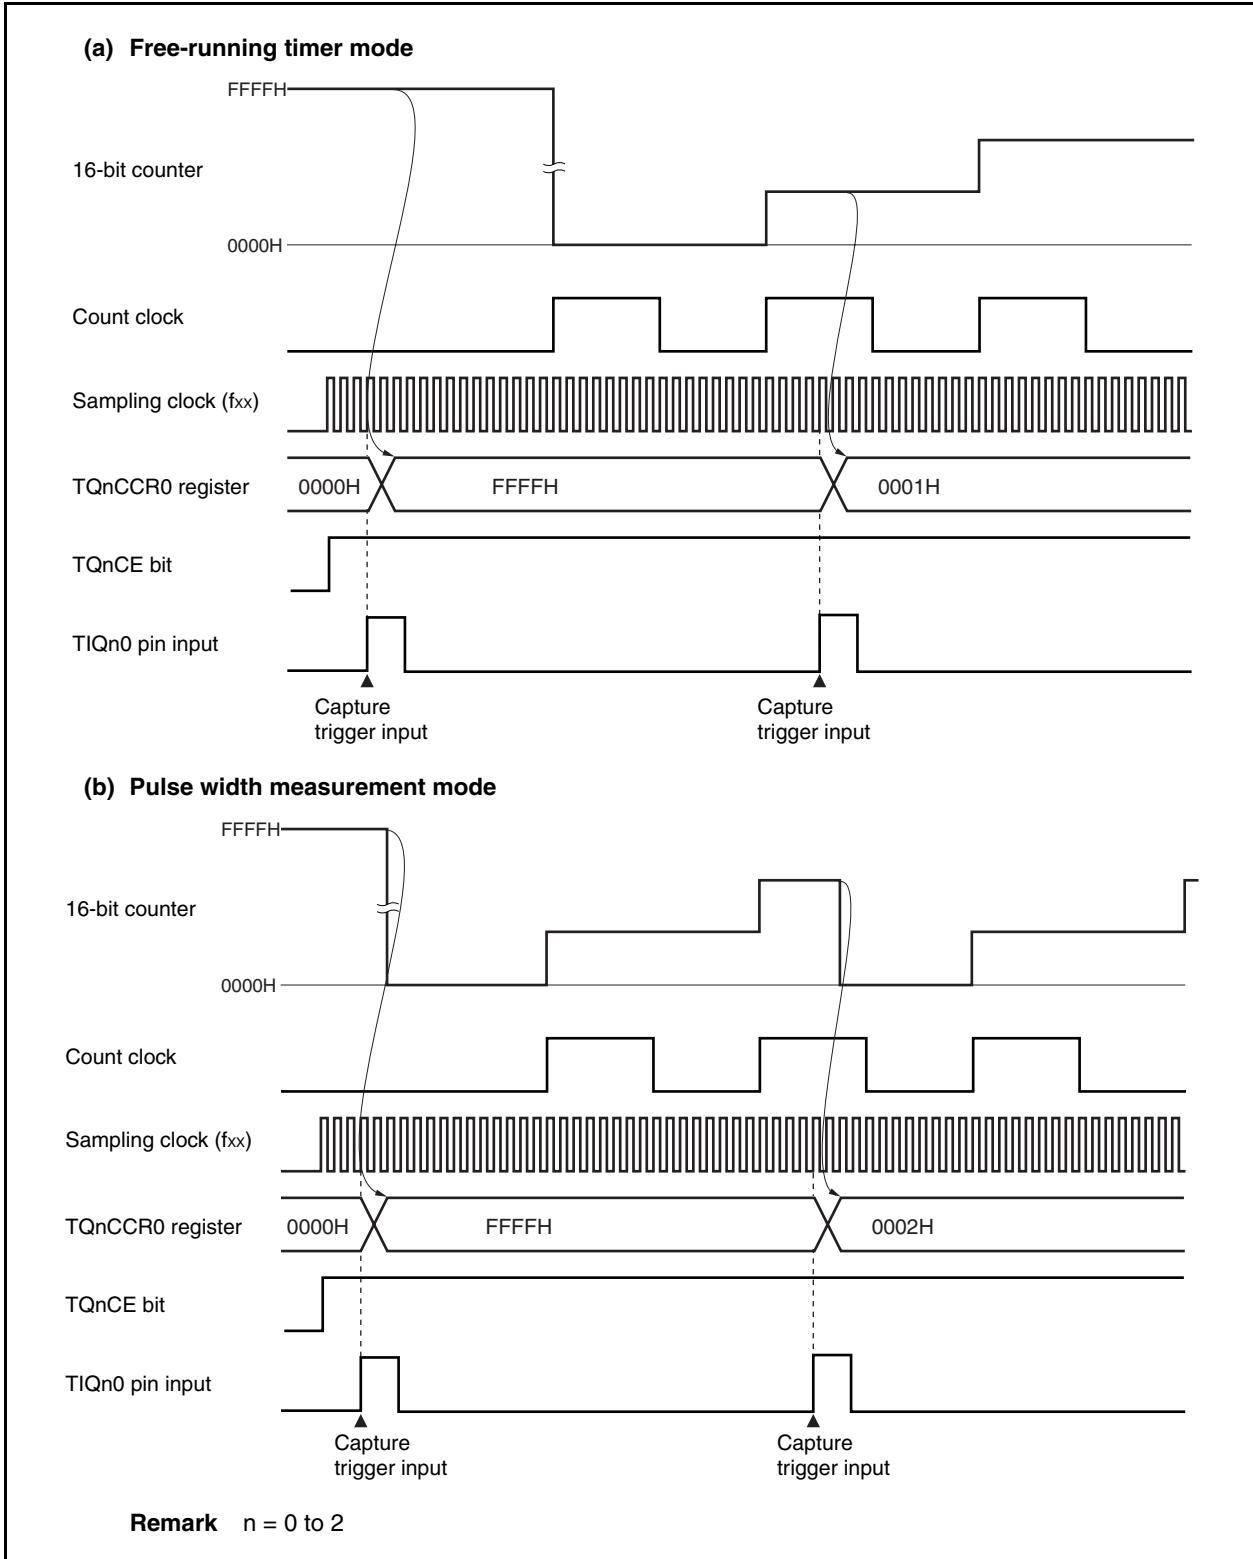 (a) Free-running timer mode
FFFFH
16-bit counter
0000H
Count clock
Sampling clock (fxx)
TQnCCR0 register 0000H FFFFH 0001H
TQnCE bit
TIQn0 pin input
Capture
trigger input
Capture
trigger input
(b) Pulse width measurement mode
FFFFH
16-bit counter
0000H
Count clock
Sampling clock (fxx)
TQnCCR0 register 0000H FFFFH 0002H
TQnCE bit
TIQn0 pin input
Capture
trigger input
Capture
trigger input
Remark n = 0 to 2